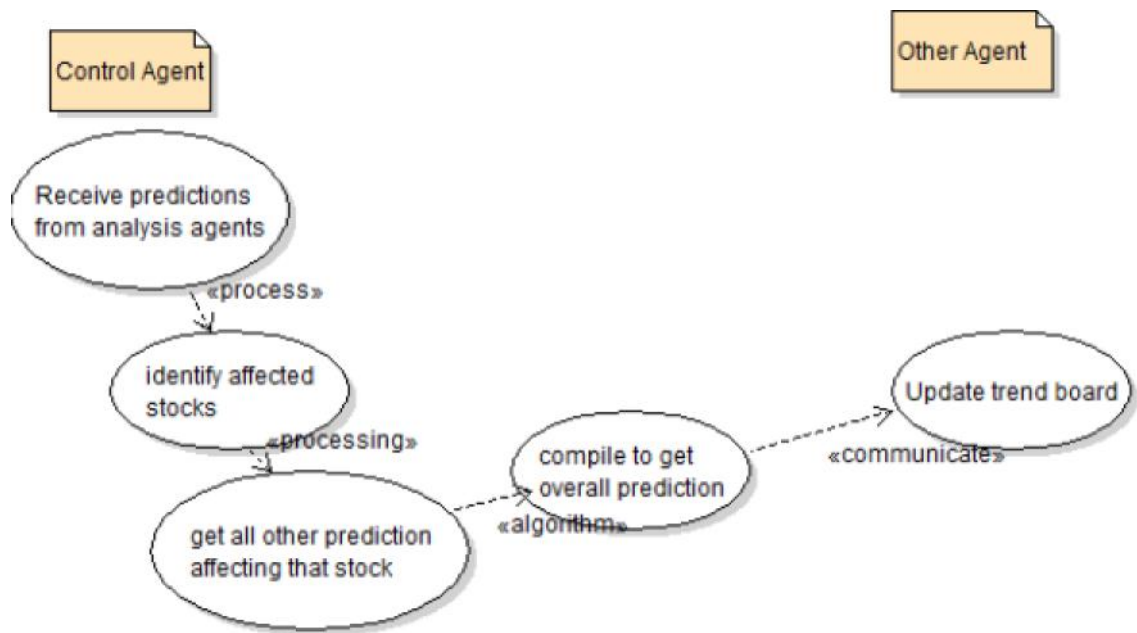 Control Agent
Other Agent
Receive predictions
from analysis agents
«process»
identify affected
stocks
«processing»
get all other prediction
affecting that stock
compile to get
overall prediction
«algorithm»
Update trend board
«communicate»